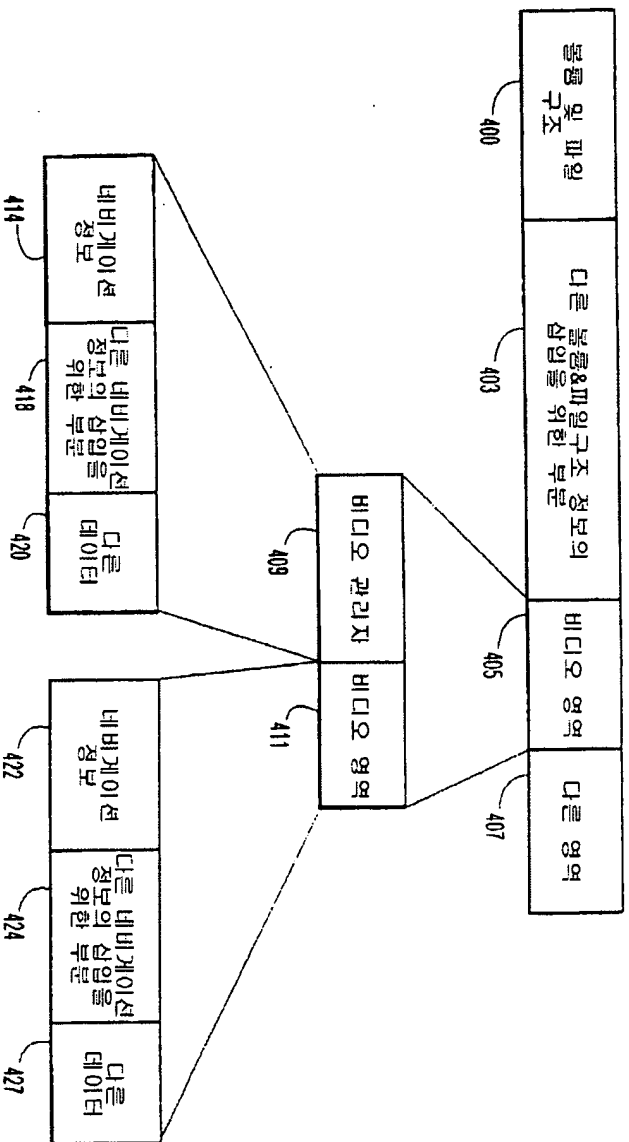 볼륨 및 파일
구조
400
다른 볼륨&파일구조 정보의
삽입을 위한 부분
403
비디오 영역
405
다른 영역
407
비디오 관리자
409
비디오 영역
411
네비게이션
정보
414
다른 네비게이션
정보의 삽입을
위한 부분
418
다른
데이터
420
네비게이션
정보
422
다른 네비게이션
정보의 삽입을
위한 부분
424
다른
데이터
427